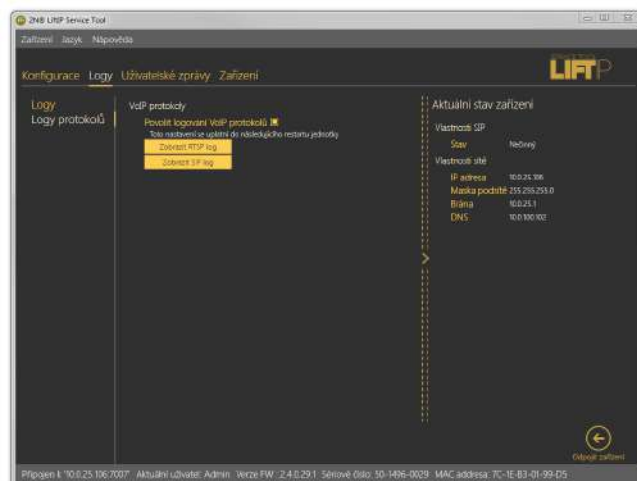 2N® LiftIP Service Tool
Zařízení Jazyk Nápověda
Konfigurace Logy Uživatelské zprávy Zařízení
LIFTIP
Logy
Logy protokolů
VoIP protokoly
Povolit logování VoIP protokolů
Toto nastavení se uplatní do následujícího restartu jednotky
Zobrazit RTSP log
Zobrazit SIP log
Aktuální stav zařízení
Vlastnosti SIP
Stav Nečinný
Vlastnosti sítě
IP adresa 10.0.25.106
Maska podsítě 255.255.255.0
Brána 10.0.25.1
DNS 10.0.100.102
Odpojit zařízení
Připojen k "10.0.25.106:7007" Aktuální uživatel: Admin Verze FW : 2.4.0.29.1 Sériové číslo: 50-1496-0029 MAC addresa: 7C-1E-B3-01-99-D5